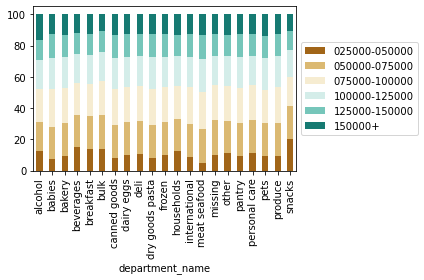 100
80
60
40
20
0
025000-050000
050000-075000
075000-100000
100000-125000
125000-150000
150000+
alcohol
babies
bakery
beverages
breakfast
bulk
canned goods
dairy eggs
deli
dry goods pasta
frozen
households
international
meat seafood
missing
other
pantry
personal care
pets
produce
snacks
department_name